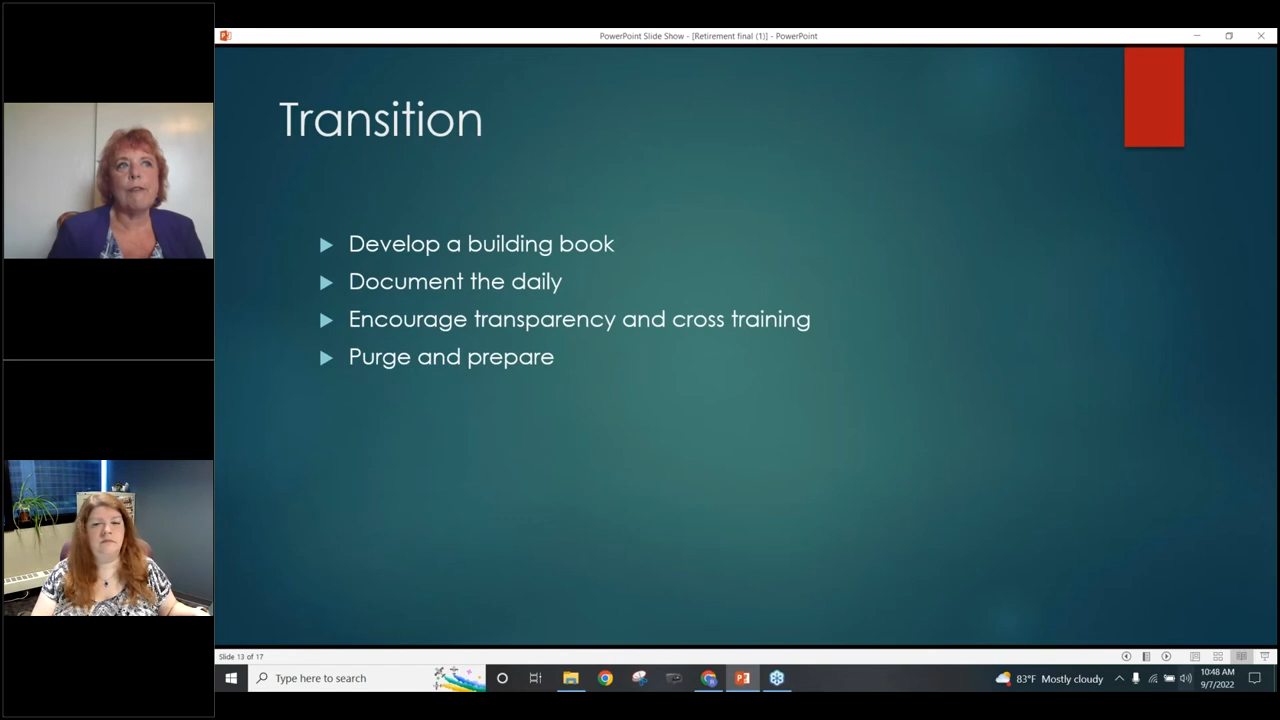 PowerPoint Slide Show - [Retirement final (1)] - PowerPoint
Transition
Develop a building book
Document the daily
Encourage transparency and cross training
Purge and prepare
Slide 13 of 17
Type here to search
83°F Mostly cloudy
10:48 AM
9/7/2022